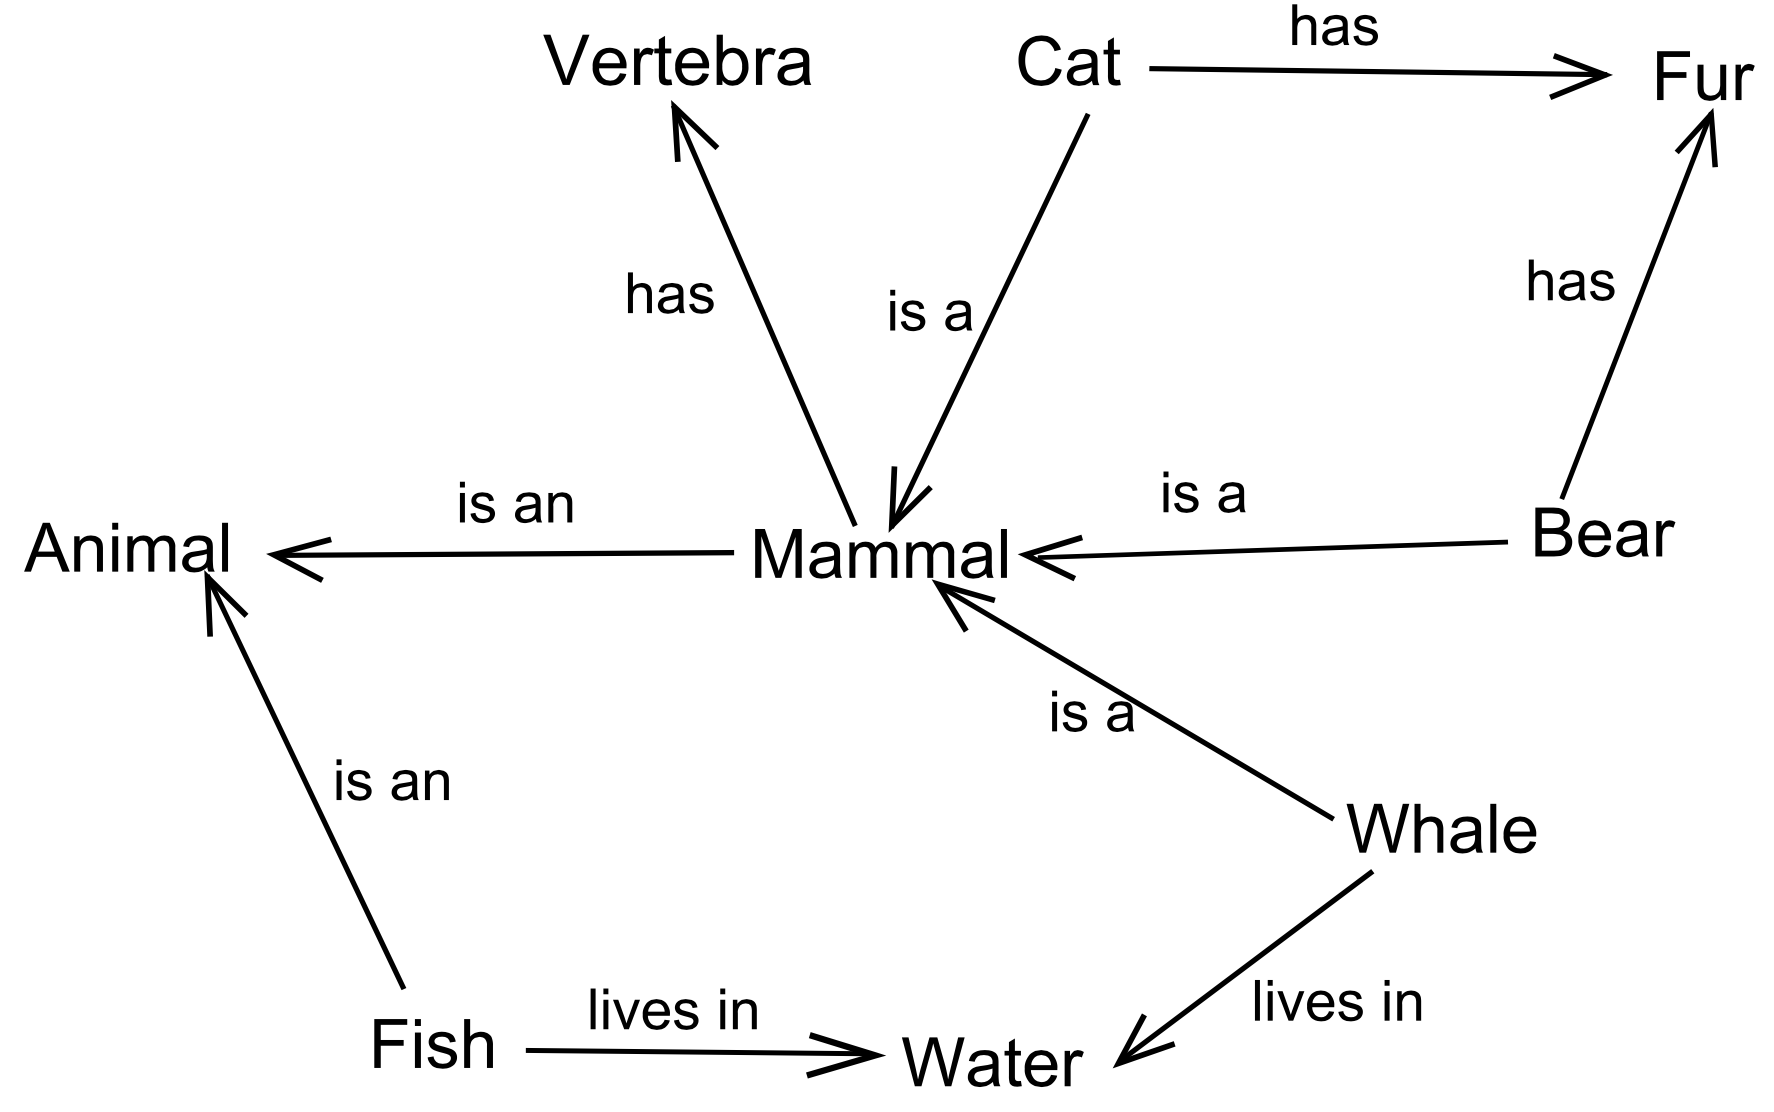 has
Vertebra
Cat
Fur
has
is a
has
is an
is a
Animal
Mammal
Bear
is a
is an
Whale
lives in
lives in
Fish
Water